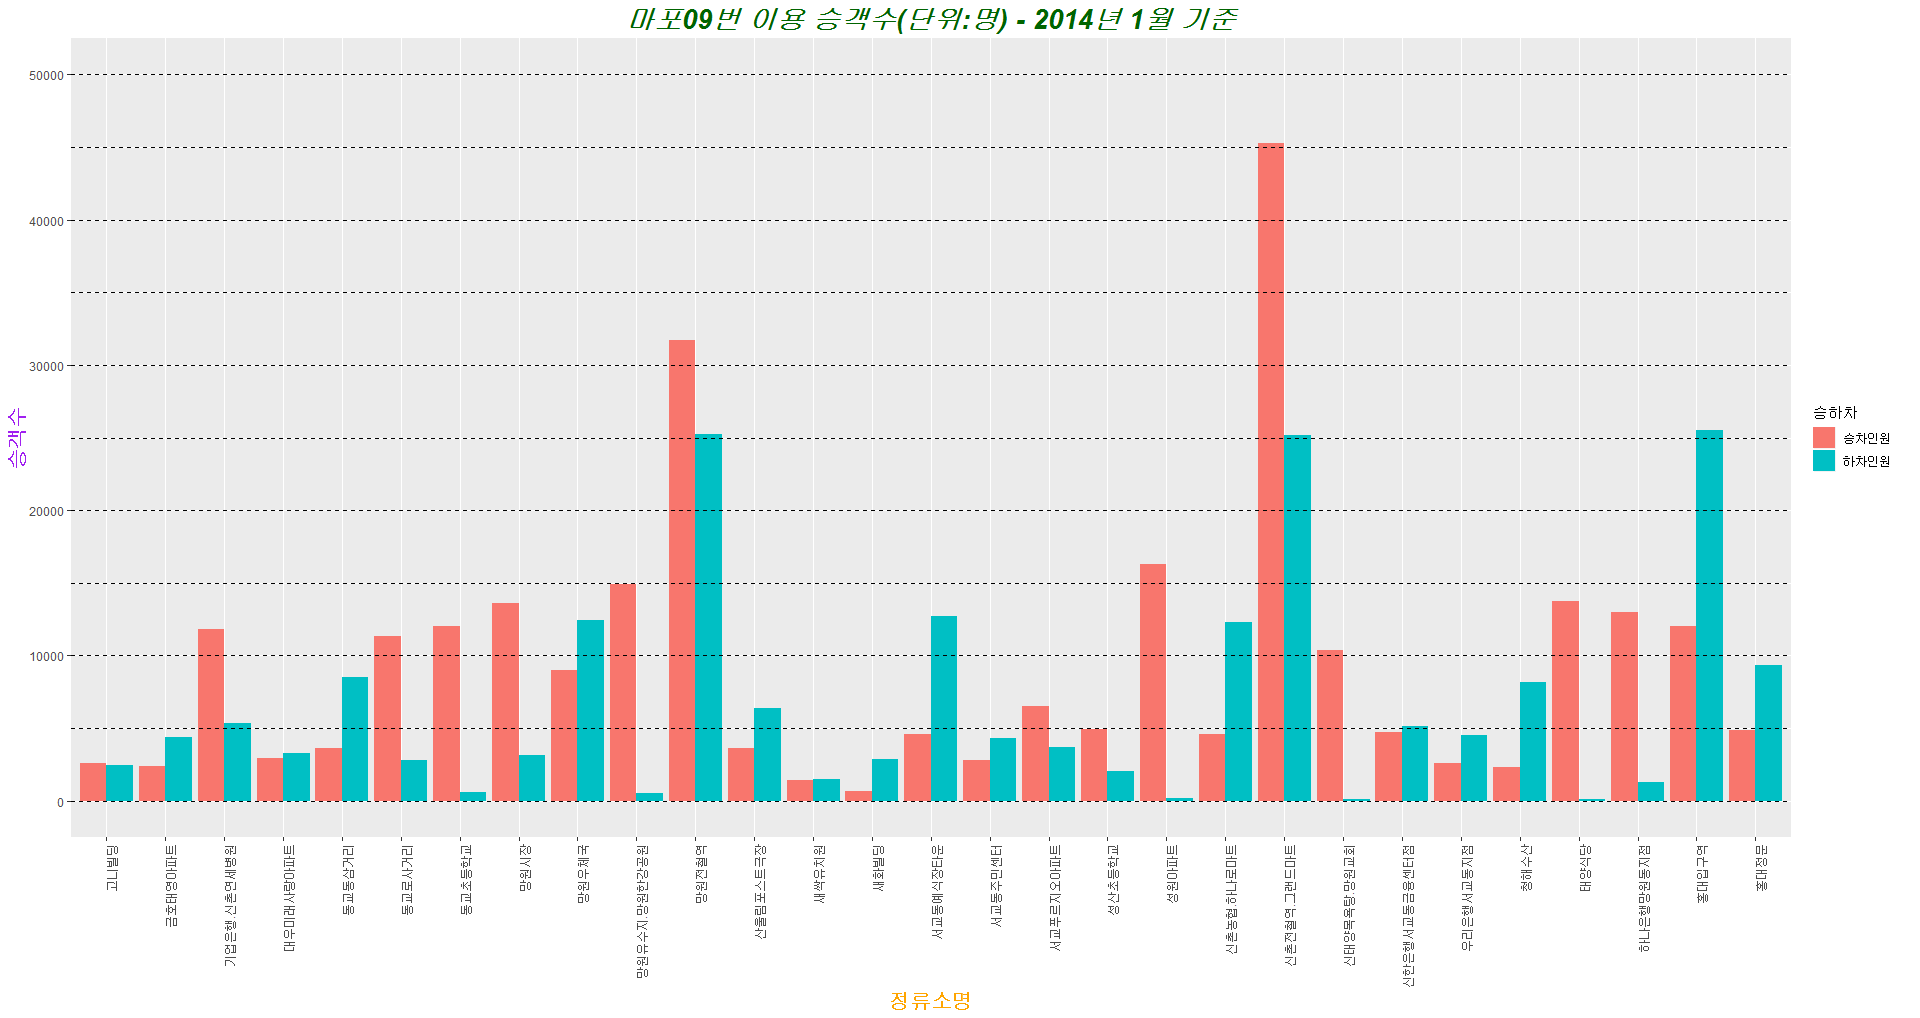 마포09번 이용 승객수(단위:명) - 2014년 1월 기준
승객수
50000
40000
30000
20000
10000
0
고니빌딩
금호태영아파트
기업은행.신촌연세병원
대우미래사랑아파트
동교동삼거리
동교로사거리
동교초등학교
망원시장
망원우체국
망원유수지.망원한강공원
망원전철역
산울림포스트극장
새싹유치원
새화빌딩
서교동예식장타운
서교동주민센터
서교푸르지오아파트
성산초등학교
성원아파트
신촌농협.하나로마트
신촌전철역.그랜드마트
신태양목욕탕.망원교회
신한은행서교동금융센터점
우리은행서교동지점
청해수산
태양식당
하나은행망원동지점
홍대입구역
홍대정문
정류소명
승하차
승차인원
하차인원